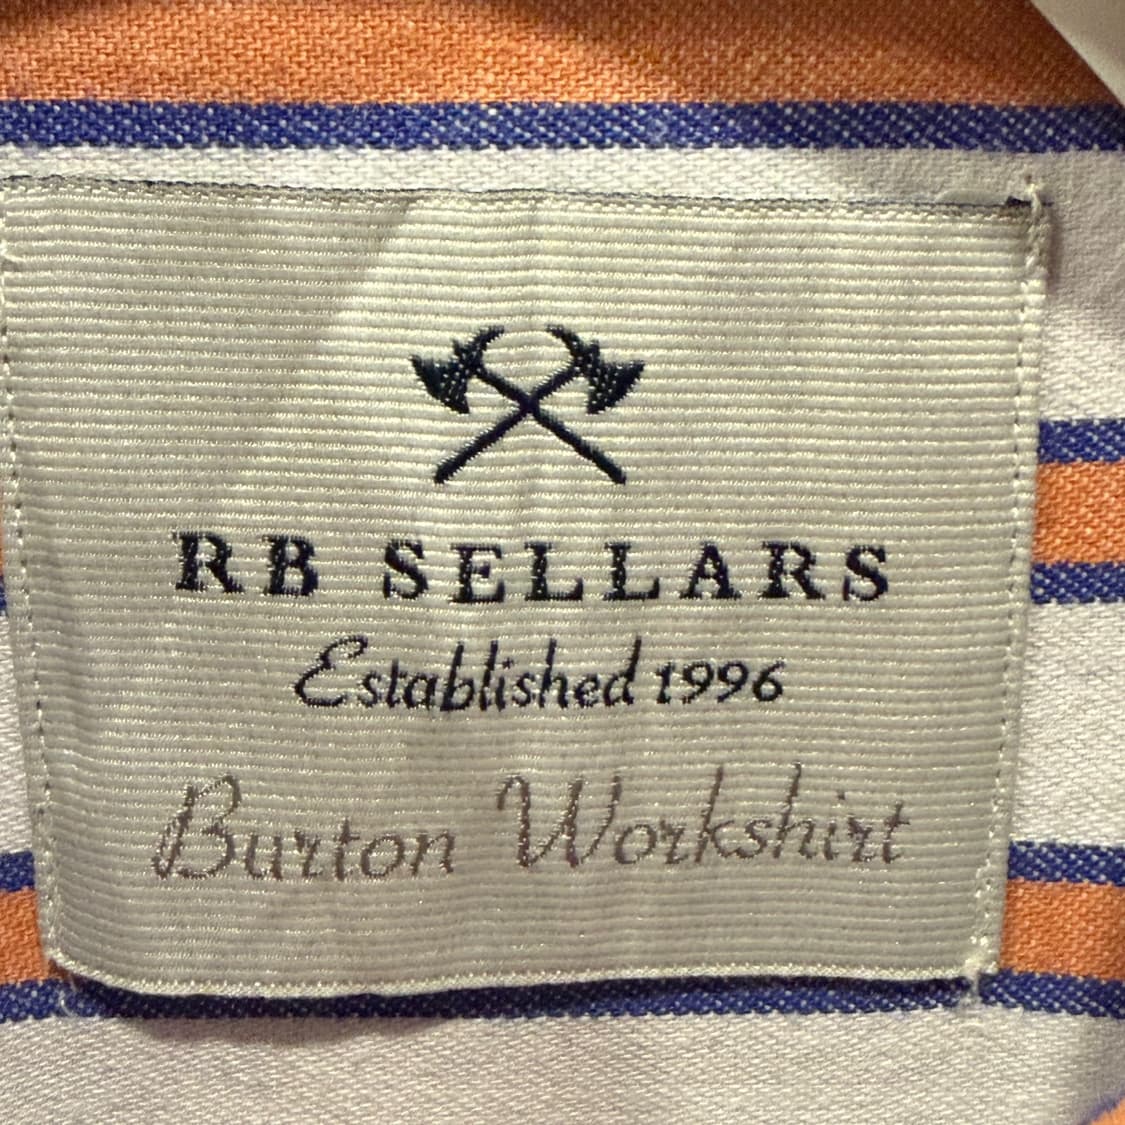 RB SELLARS
Established 1996
Burton Workshirt